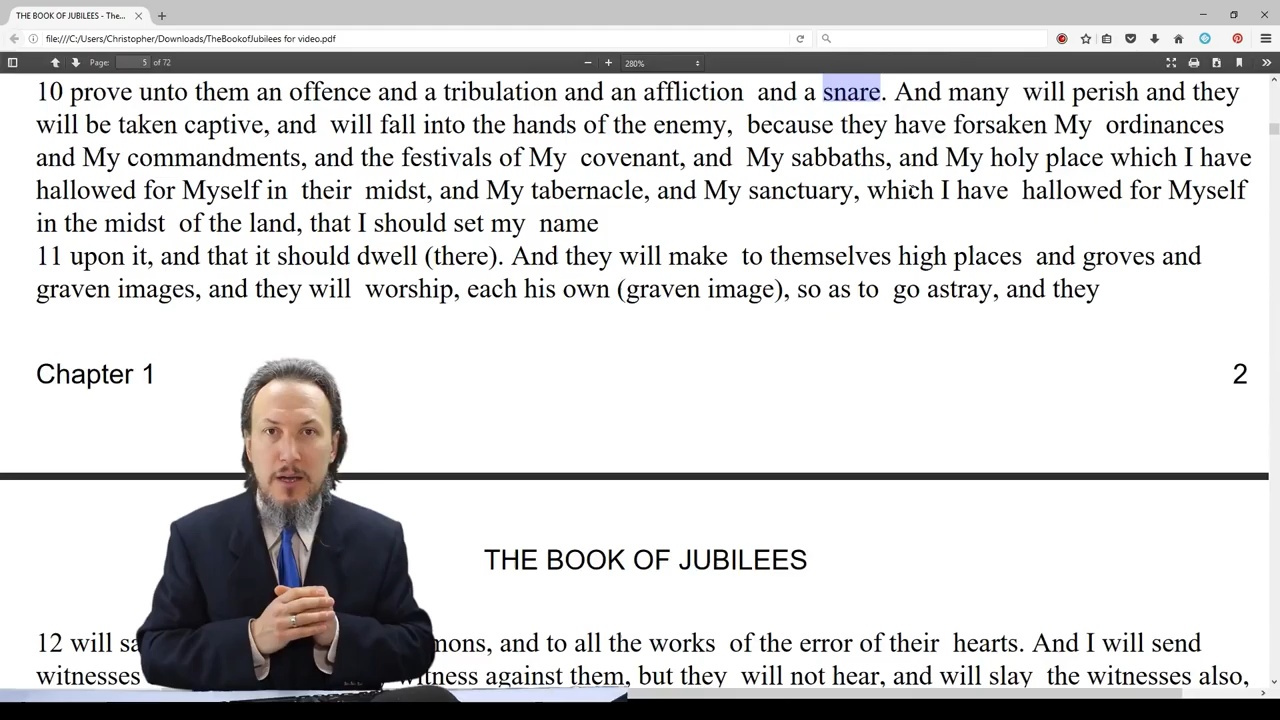 THE BOOK OF JUBILEES - The...
file:///C:/Users/Christopher/Downloads/TheBookofJubilees for video.pdf
Page: 5 of 72
280%
10 prove unto them an offence and a tribulation and an affliction and a snare. And many will perish and they
will be taken captive, and will fall into the hands of the enemy, because they have forsaken My ordinances
and My commandments, and the festivals of My covenant, and My sabbaths, and My holy place which I have
hallowed for Myself in their midst, and My tabernacle, and My sanctuary, which I have hallowed for Myself
in the midst of the land, that I should set my name
11 upon it, and that it should dwell (there). And they will make to themselves high places and groves and
graven images, and they will worship, each his own (graven image), so as to go astray, and they
Chapter 1 2
THE BOOK OF JUBILEES
12 will and to all the works of the error of their hearts. And I will send
witnesses against them, but they will not hear, and will slay the witnesses also,